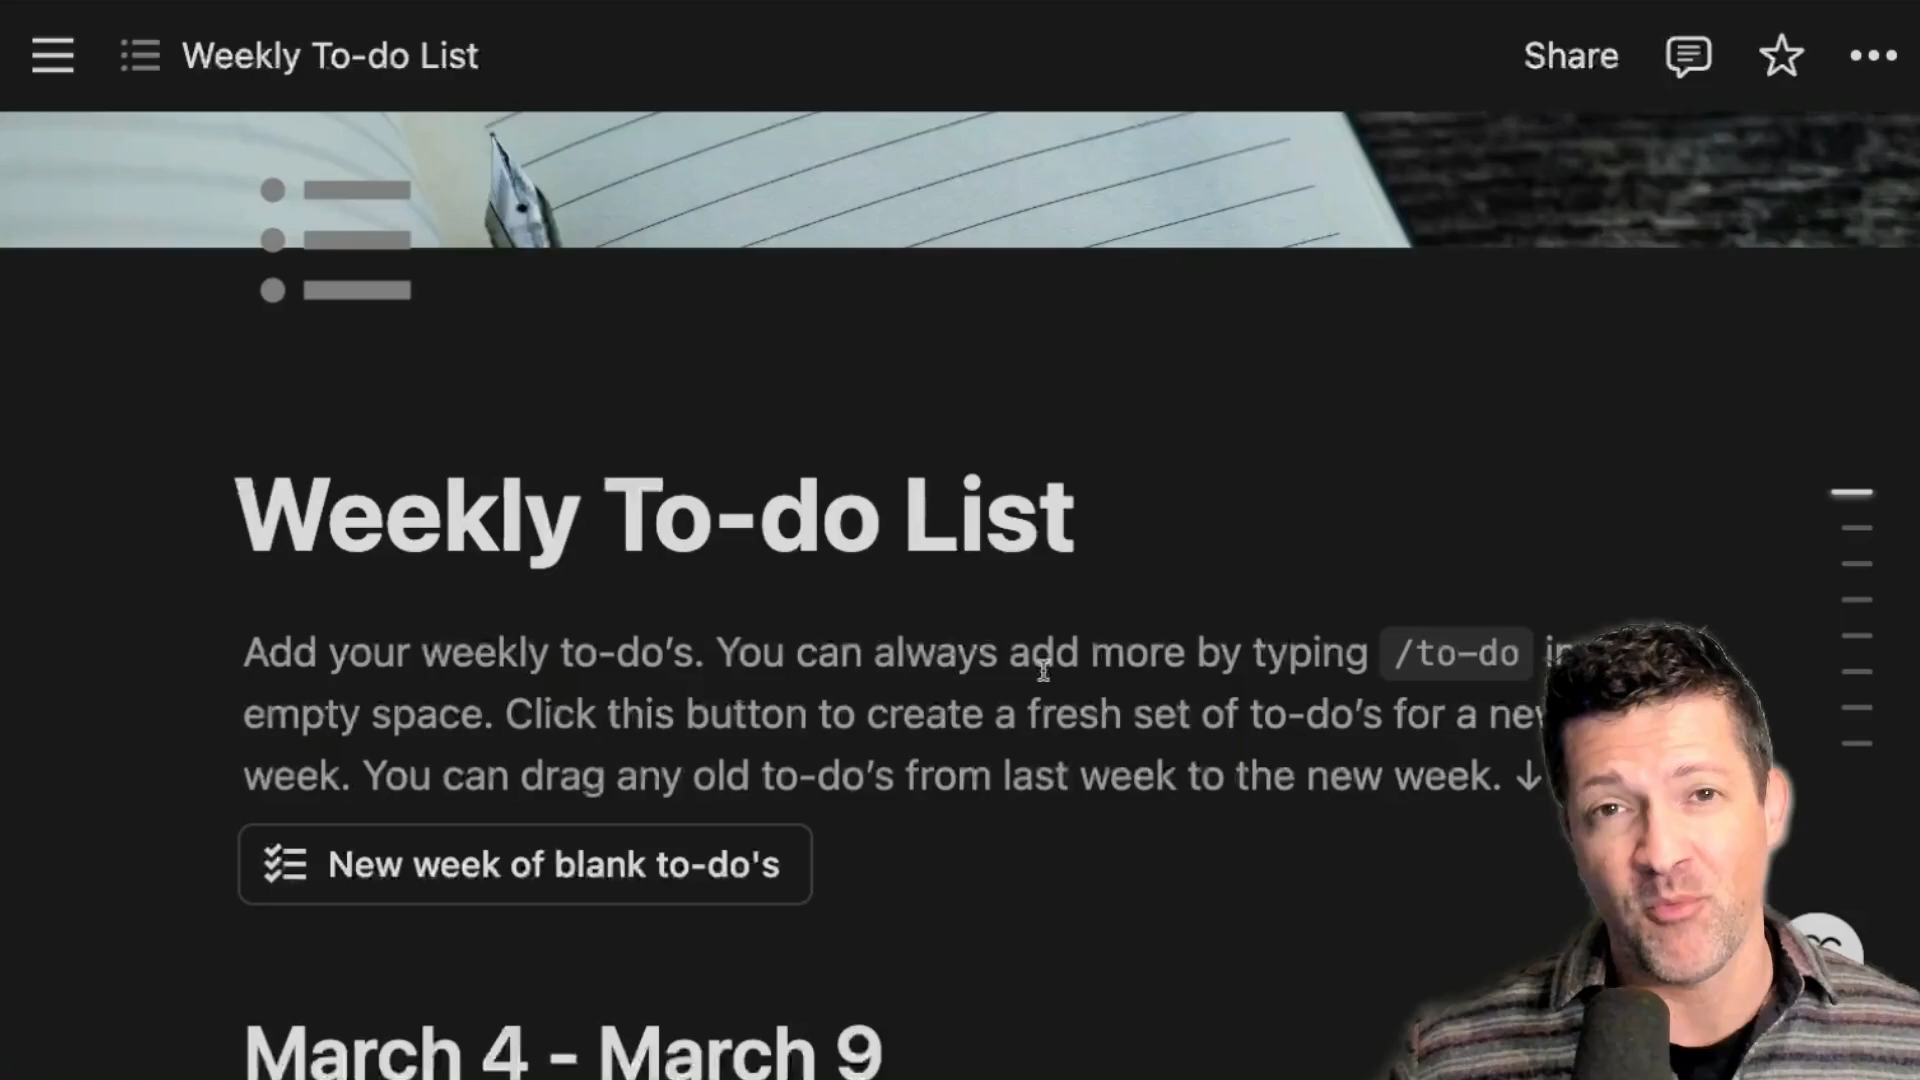 Weekly To-do List
Share
Weekly To-do List
Add your weekly to-do's. You can always add more by typing /to-do
empty space. Click this button to create a fresh set of to-do's for a
week. You can drag any old to-do's from last week to the new week. ↓
New week of blank to-do's
March 4 - March 9